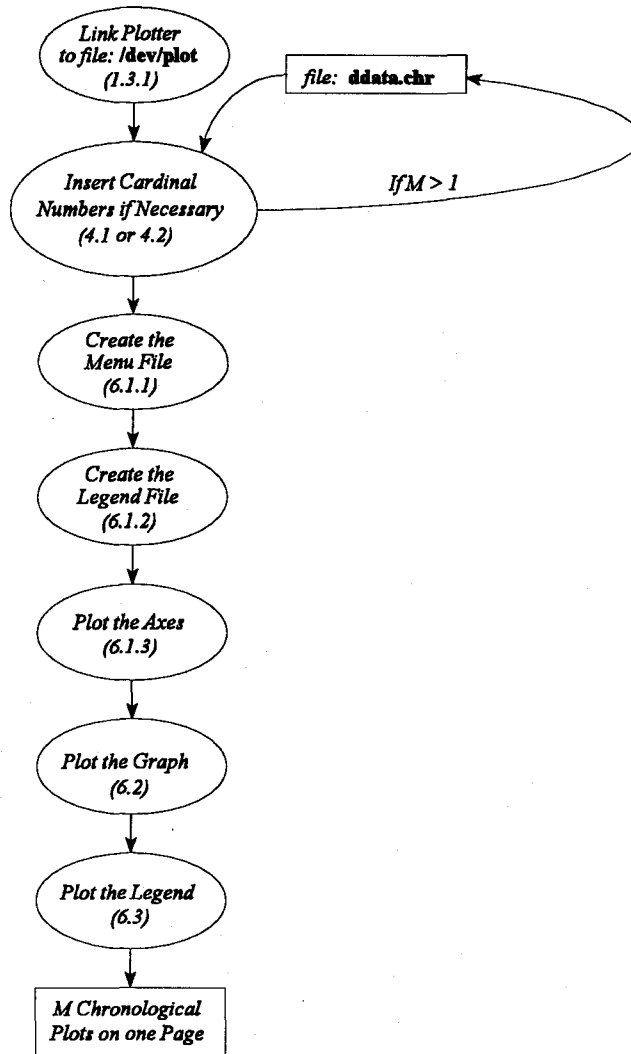 Link Plotter
to file: /dev/plot
(1.3.1)
file: ddata.chr
If M > 1
Insert Cardinal
Numbers if Necessary
(4.1 or 4.2)
Create the
Menu File
(6.1.1)
Create the
Legend File
(6.1.2)
Plot the Axes
(6.1.3)
Plot the Graph
(6.2)
Plot the Legend
(6.3)
M Chronological
Plots on one Page